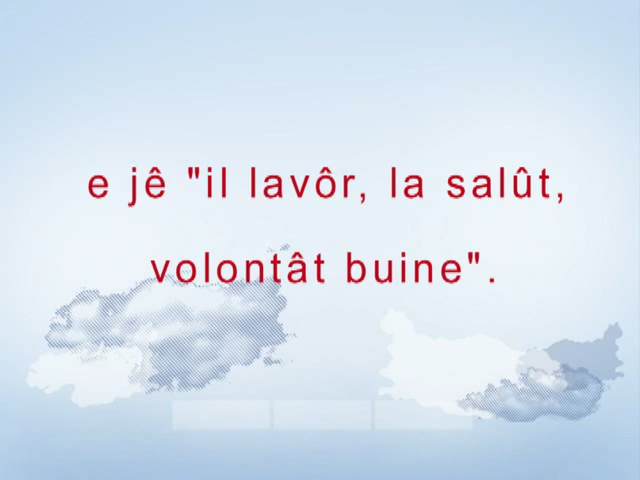 e jê "il lavôr, la salût,
volontât buine".